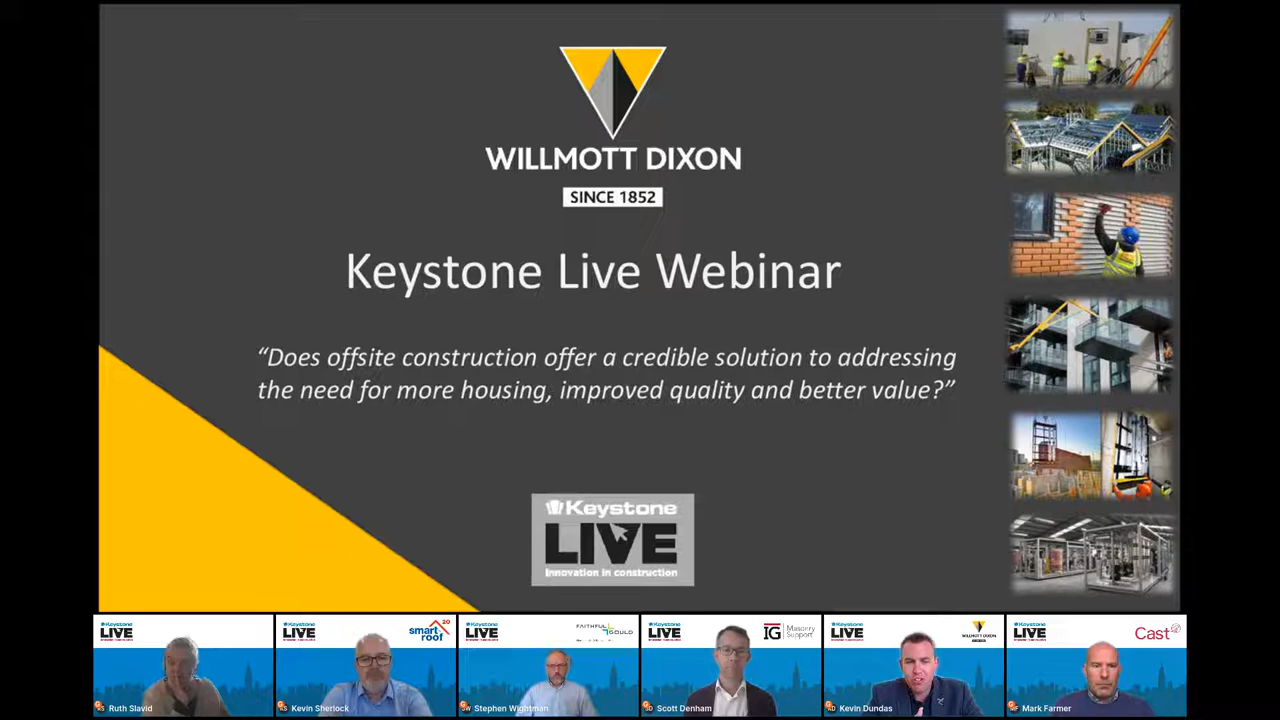 WILLMOTT DIXON
SINCE 1852
Keystone Live Webinar
“Does offsite construction offer a credible solution to addressing
the need for more housing, improved quality and better value?”
Keystone
LIVE
Innovation in construction
Keystone
LIVE
Ruth Slavid
Keystone
LIVE
smart
roof
20
Kevin Sherlock
Keystone
LIVE
FAITHFUL
GOULD
Stephen Wightman
Keystone
LIVE
IG Masonry
Support
Scott Denham
Keystone
LIVE
WILLMOTT DIXON
Kevin Dundas
Keystone
LIVE
Cast
Mark Farmer